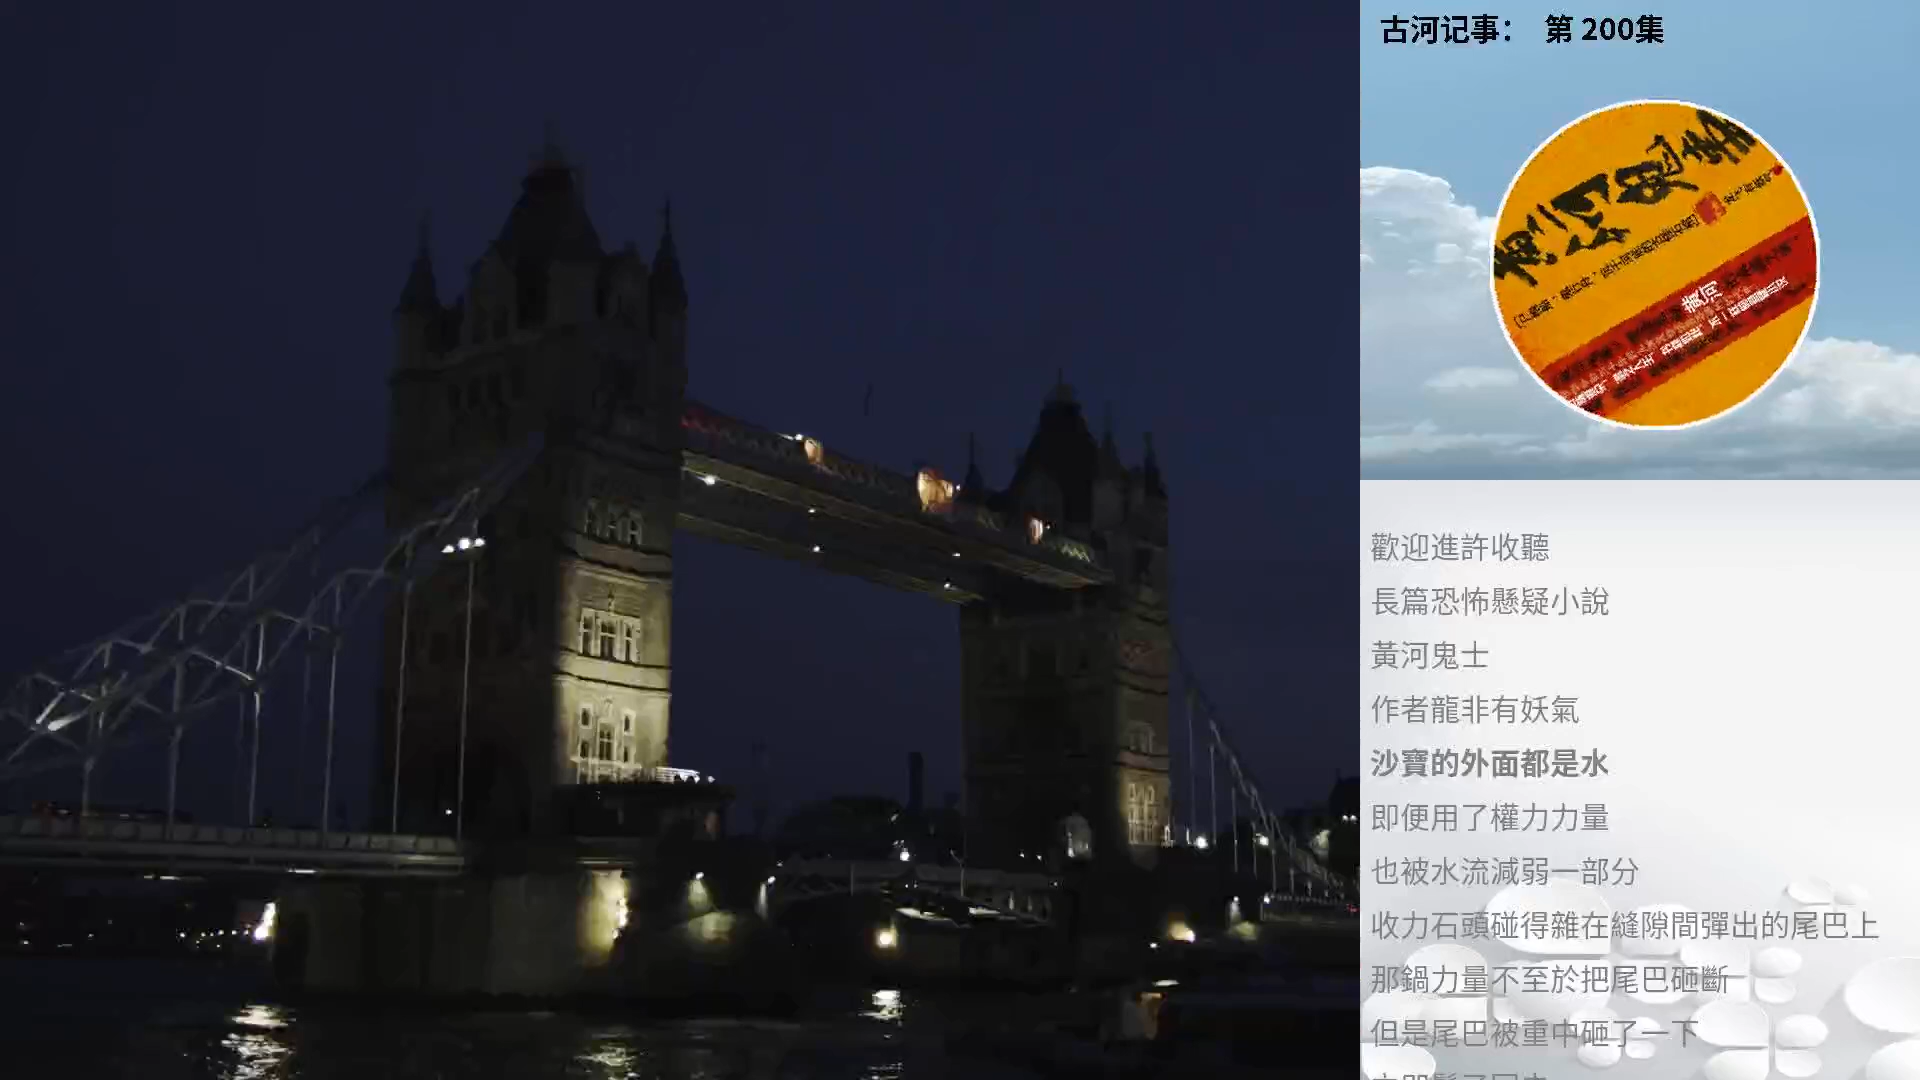 古河记事： 第 200集
黃河
歡迎進許收聽
長篇恐怖懸疑小說
黃河鬼士
作者龍非有妖氣
沙寶的外面都是水
即便用了權力力量
也被水流減弱一部分
收力石頭碰得雜在縫隙間彈出的尾巴上
那鍋力量不至於把尾巴砸斷
但是尾巴被重中砸了一下